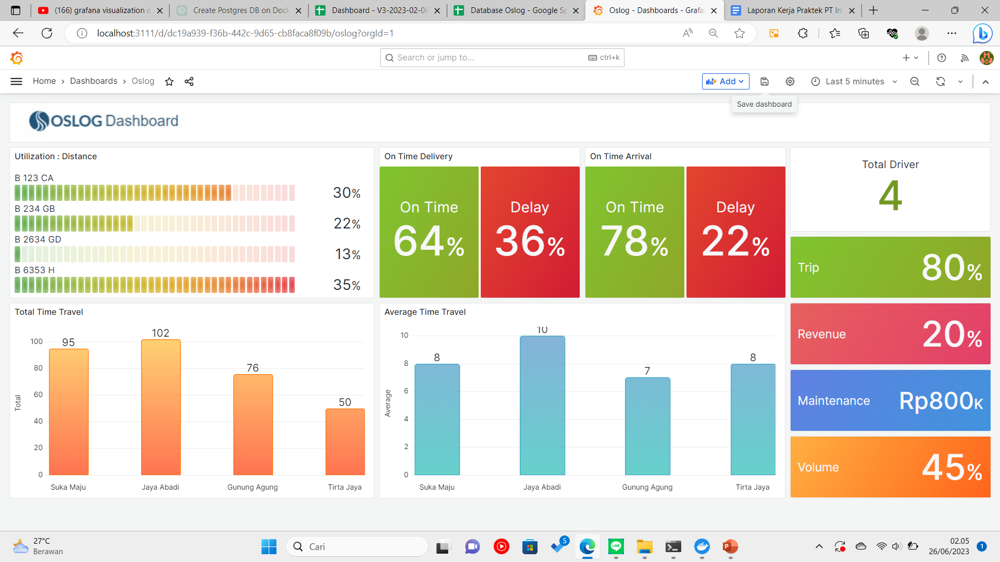 (166) grafana visualization d
Create Postgres DB on Dock
Dashboard - V3-2023-02-08
Database Oslog - Google Sp
Oslog - Dashboards - Grafa
Laporan Kerja Praktek PT In
localhost:3111/d/dc19a939-f36b-442c-9d65-cb8faca8f09b/oslog?orgId=1
Search or jump to...
ctrl+k
Home › Dashboards › Oslog
Add
Last 5 minutes
Save dashboard
OSLOG Dashboard
Utilization : Distance
B 123 CA
30%
B 234 GB
22%
B 2634 GD
13%
B 6353 H
35%
On Time Delivery
On Time
64%
Delay
36%
On Time Arrival
On Time
78%
Delay
22%
Total Driver
4
Trip
80%
Revenue
20%
Maintenance
Rp800K
Volume
45%
Total Time Travel
Total
100
80
60
40
20
0
95
102
76
50
Suka Maju
Jaya Abadi
Gunung Agung
Tirta Jaya
Average Time Travel
Average
10
8
6
4
2
0
8
10
7
8
Suka Maju
Jaya Abadi
Gunung Agung
Tirta Jaya
27°C
Berawan
Cari
5
LINE
02.05
26/06/2023
1